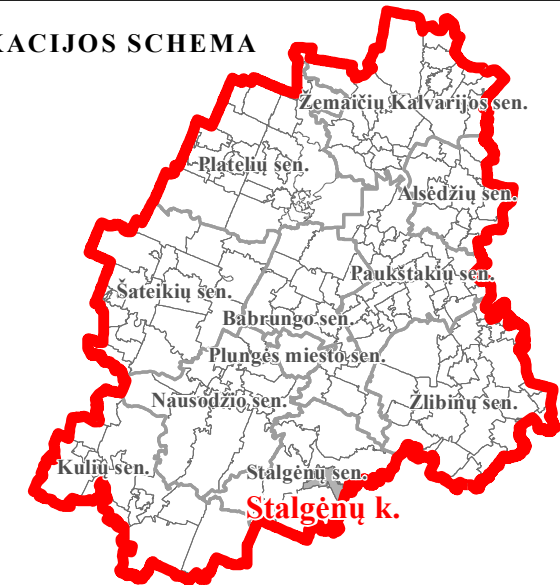 KACIJOS SCHEMA
Žemaičių Kalvarijos sen.
Platelių sen.
Alsėdžių sen.
Paukštakių sen.
Šateikių sen.
Babrungo sen.
Plungės miesto sen.
Nausodžio sen.
Žlibinų sen.
Kulių sen.
Stalgėnų sen.
Stalgėnų k.